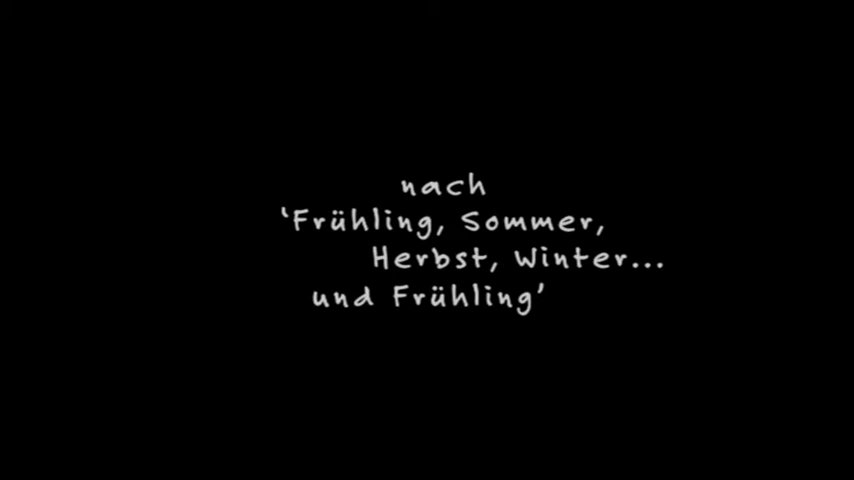 nach
‘Frühling, Sommer,
Herbst, Winter...
und Frühling’